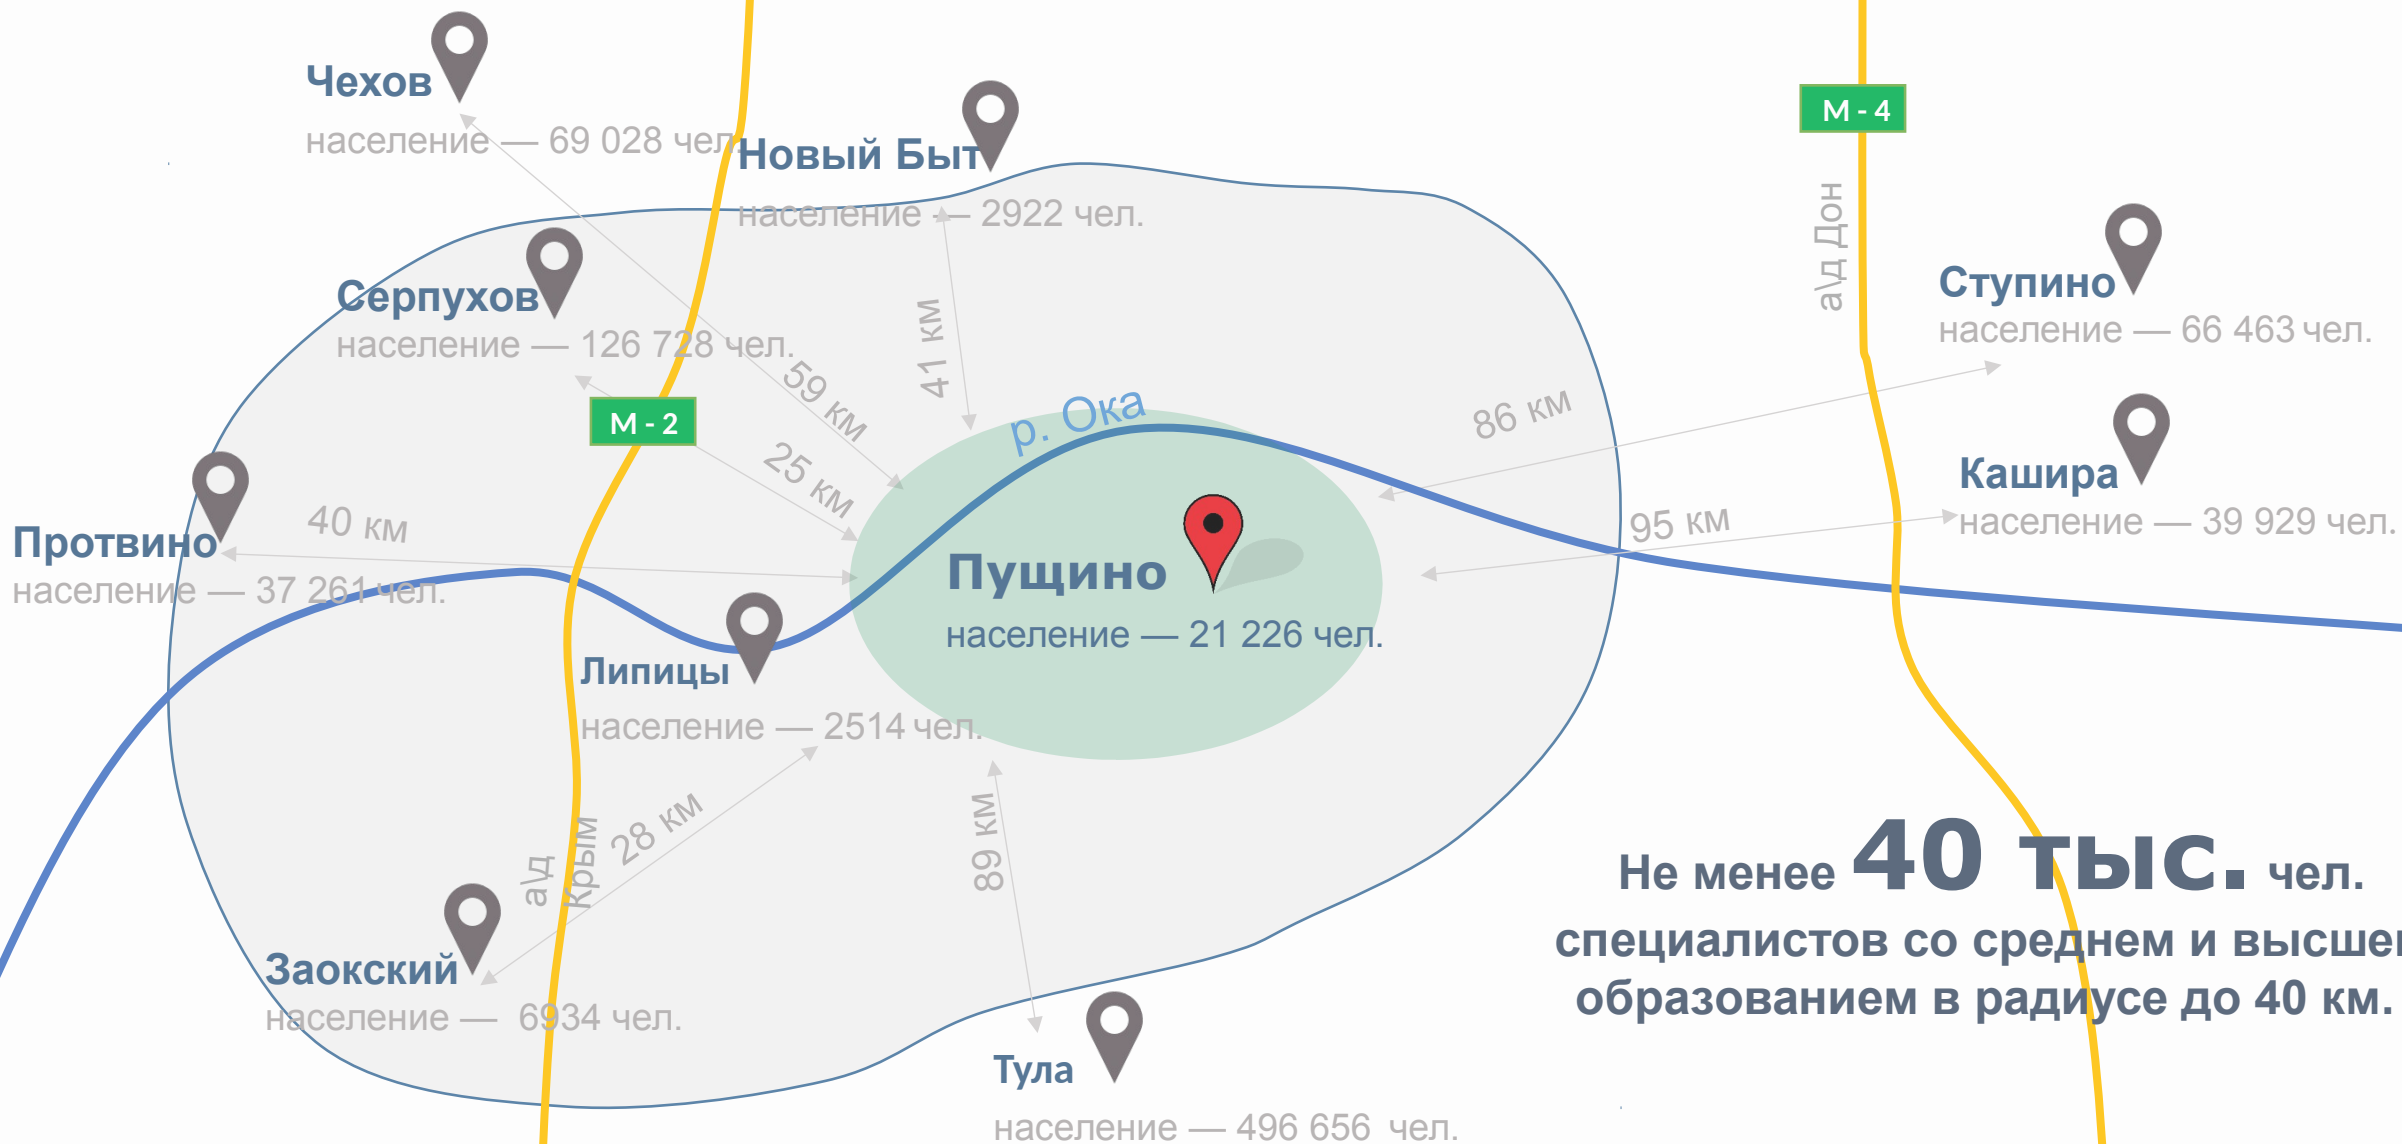 Чехов
население — 69 028 чел.
Новый Быт
население — 2922 чел.
М - 4
а\д Дон
Ступино
население — 66 463 чел.
Серпухов
население — 126 728 чел.
59 км
41 км
р. Ока
86 км
М - 2
25 км
Кашира
население — 39 929 чел.
95 км
Протвино
40 км
население — 37 261 чел.
Пущино
население — 21 226 чел.
Липицы
население — 2514 чел.
28 км
89 км
а\д
Крым
Не менее 40 тыс. чел.
специалистов со среднем и высшем
образованием в радиусе до 40 км.
Заокский
население — 6934 чел.
Тула
население — 496 656 чел.